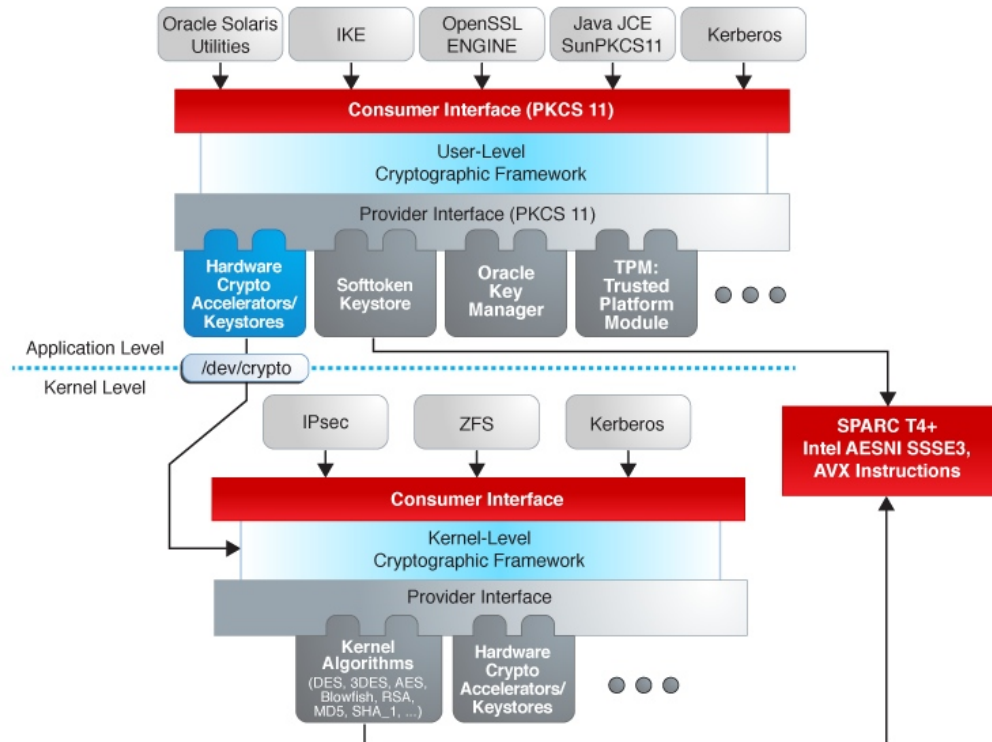 Oracle Solaris
Utilities
IKE
OpenSSL
ENGINE
Java JCE
SunPKCS11
Kerberos
Consumer Interface (PKCS 11)
User-Level
Cryptographic Framework
Provider Interface (PKCS 11)
Hardware
Crypto
Accelerators/
Keystores
Softtoken
Keystore
Oracle
Key
Manager
TPM:
Trusted
Platform
Module
Application Level
/dev/crypto
Kernel Level
IPsec
ZFS
Kerberos
SPARC T4+
Intel AESNI SSSE3,
AVX Instructions
Consumer Interface
Kernel-Level
Cryptographic Framework
Provider Interface
Kernel
Algorithms
(DES, 3DES, AES,
Blowfish, RSA,
MD5, SHA_1, ...)
Hardware
Crypto
Accelerators/
Keystores